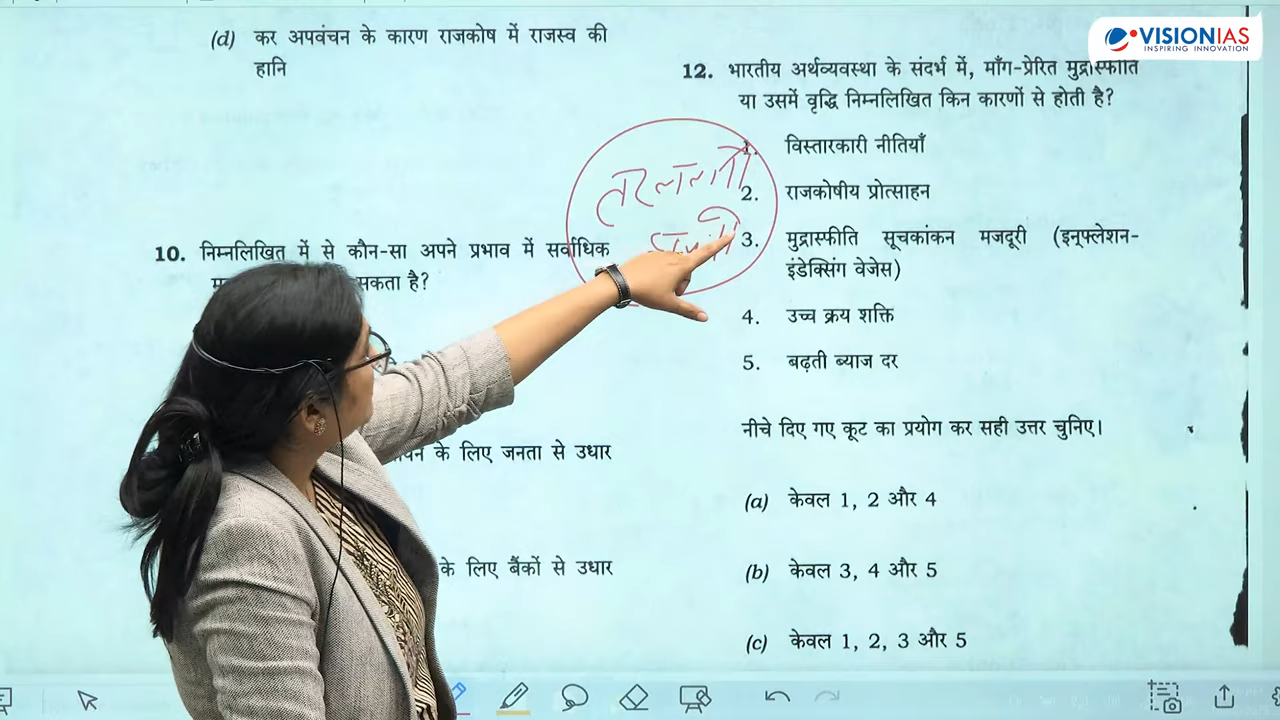 VISIONIAS
INSPIRING INNOVATION
(d) कर अपवंचन के कारण राजकोष में राजस्व की
हानि
10. निम्नलिखित में से कौन-सा अपने प्रभाव में सर्वाधिक
सकता है?
के लिए जनता से उधार
के लिए बैंकों से उधार
तरलता
12. भारतीय अर्थव्यवस्था के संदर्भ में, माँग-प्रेरित मुद्रास्फीति
या उसमें वृद्धि निम्नलिखित किन कारणों से होती है?
1. विस्तारकारी नीतियाँ
2. राजकोषीय प्रोत्साहन
3. मुद्रास्फीति सूचकांकन मजदूरी (इनफ्लेशन-
इंडेक्सिंग वेजेस)
4. उच्च क्रय शक्ति
5. बढ़ती ब्याज दर
नीचे दिए गए कूट का प्रयोग कर सही उत्तर चुनिए।
(a) केवल 1, 2 और 4
(b) केवल 3, 4 और 5
(c) केवल 1, 2, 3 और 5